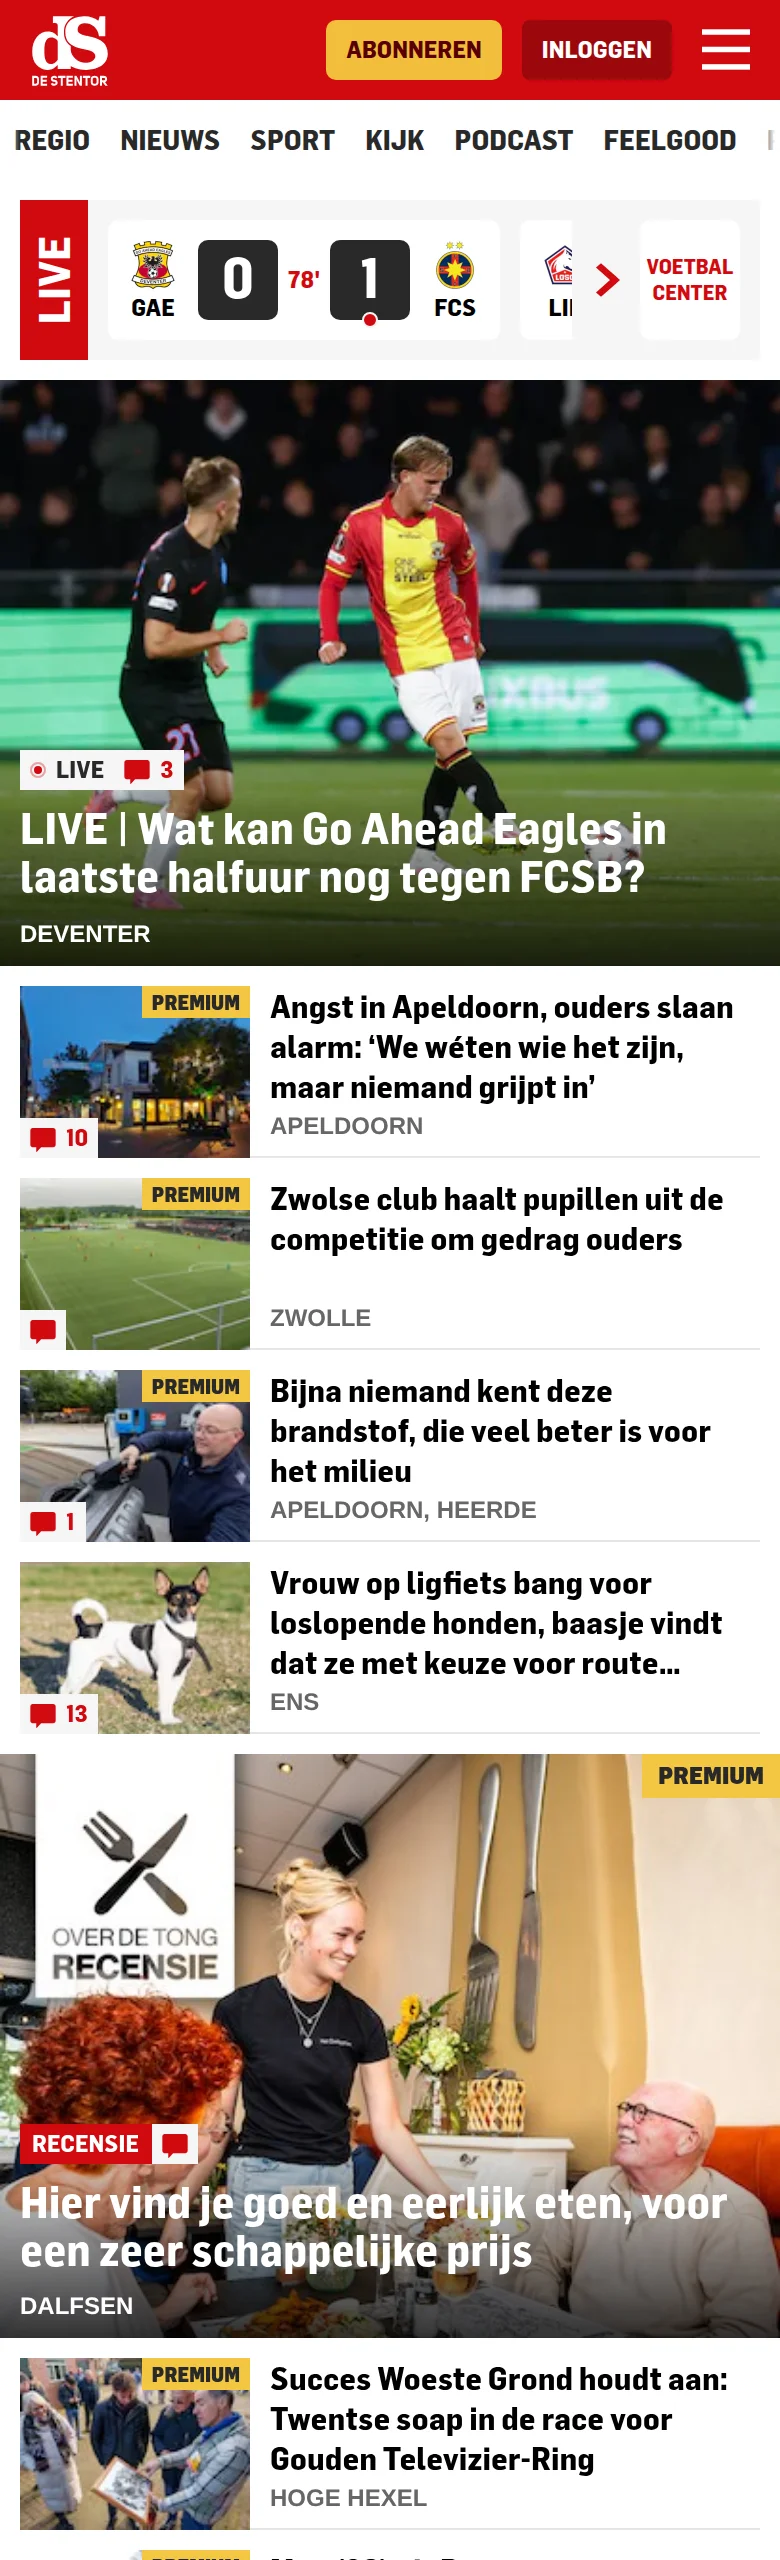 dS
DE STENTOR
ABONNEREN
INLOGGEN
REGIO NIEUWS SPORT KIJK PODCAST FEELGOOD
LIVE
GAE
0
78'
1
FCS
VOETBAL
CENTER
ONE
STEEL
27
LIVE 3
LIVE | Wat kan Go Ahead Eagles in
laatste halfuur nog tegen FCSB?
DEVENTER
PREMIUM
10
Angst in Apeldoorn, ouders slaan
alarm: ‘We wéten wie het zijn,
maar niemand grijpt in’
APELDOORN
PREMIUM
Zwolse club haalt pupillen uit de
competitie om gedrag ouders
ZWOLLE
PREMIUM
1
Bijna niemand kent deze
brandstof, die veel beter is voor
het milieu
APELDOORN, HEERDE
13
Vrouw op ligfiets bang voor
loslopende honden, baasje vindt
dat ze met keuze voor route...
ENS
PREMIUM
OVER DE TONG
RECENSIE
RECENSIE
Hier vind je goed en eerlijk eten, voor
een zeer schappelijke prijs
DALFSEN
PREMIUM
Succes Woeste Grond houdt aan:
Twentse soap in de race voor
Gouden Televizier-Ring
HOGE HEXEL